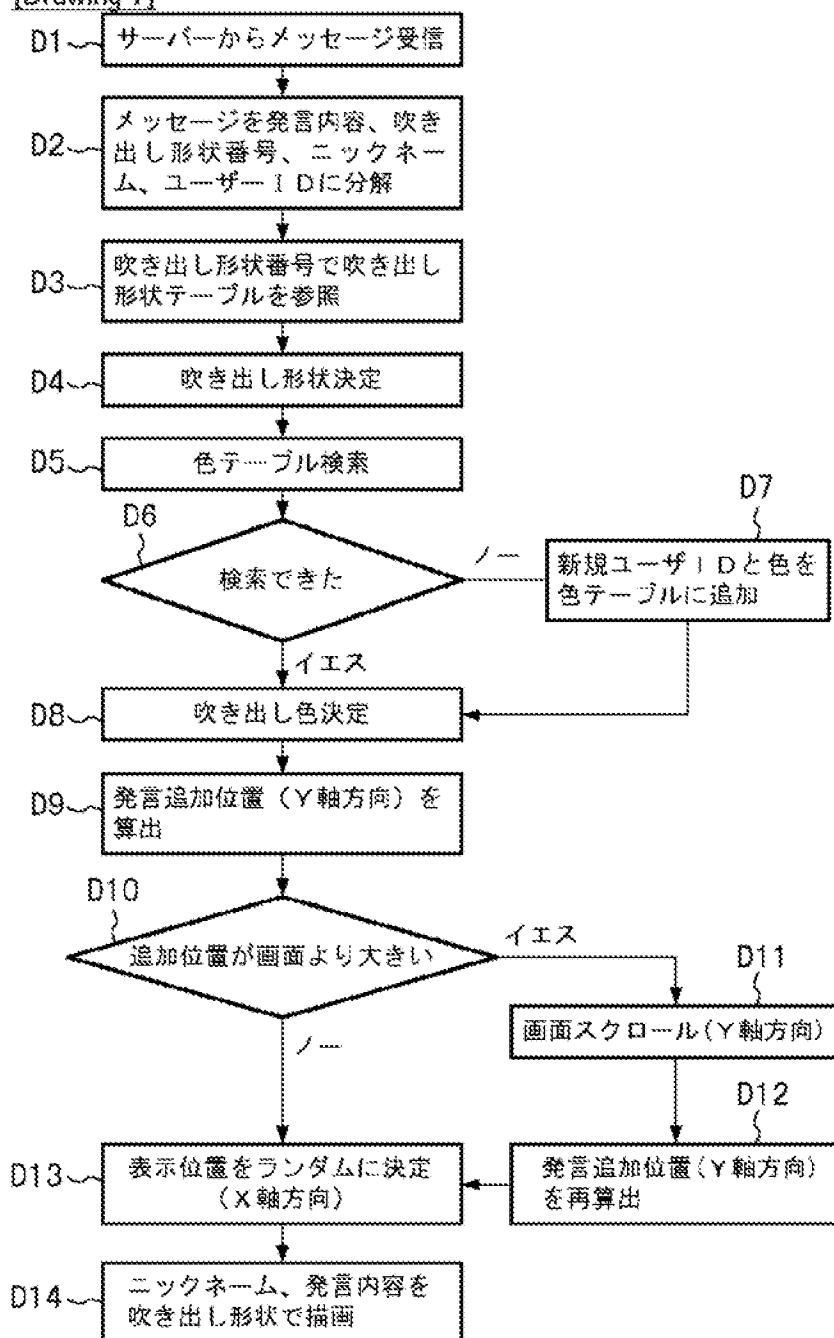 D1
サーバーからメッセージ受信
D2
メッセージを発言内容、吹き
出し形状番号、ニックネー
ム、ユーザーIDに分解
D3
吹き出し形状番号で吹き出し
形状テーブルを参照
D4
吹き出し形状決定
D5
色テーブル検索
D6
検索できた
ノー
D7
新規ユーザIDと色を
色テーブルに追加
イエス
D8
吹き出し色決定
D9
発言追加位置(Y軸方向)を
算出
D10
追加位置が画面より大きい
イエス
D11
画面スクロール(Y軸方向)
ノー
D12
発言追加位置(Y軸方向)
を再算出
D13
表示位置をランダムに決定
(X軸方向)
D14
ニックネーム、発言内容を
吹き出し形状で描画